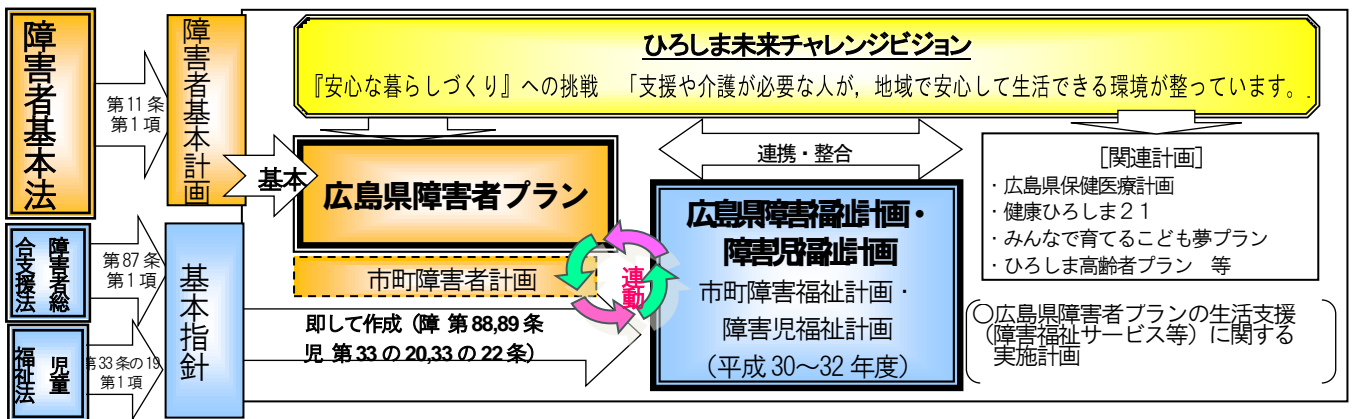 障害者基本法
第11条
第1項
障害者基本計画
ひろしま未来チャレンジビジョン
『安心な暮らしづくり』への挑戦 「支援や介護が必要な人が，地域で安心して生活できる環境が整っています。
基本
広島県障害者プラン
連携・整合
[関連計画]
・広島県保健医療計画
・健康ひろしま２１
・みんなで育てるこども夢プラン
・ひろしま高齢者プラン 等
障害者総
合支援法
第87条
第1項
基本指針
市町障害者計画
連動
広島県障害福祉計画・
障害児福祉計画
市町障害福祉計画・
障害児福祉計画
（平成30～32年度）
即して作成（障 第88,89条
児 第33の20,33の22条）
児童
福祉法
第33条の19
第1項
○広島県障害者プランの生活支援
（障害福祉サービス等）に関する
実施計画